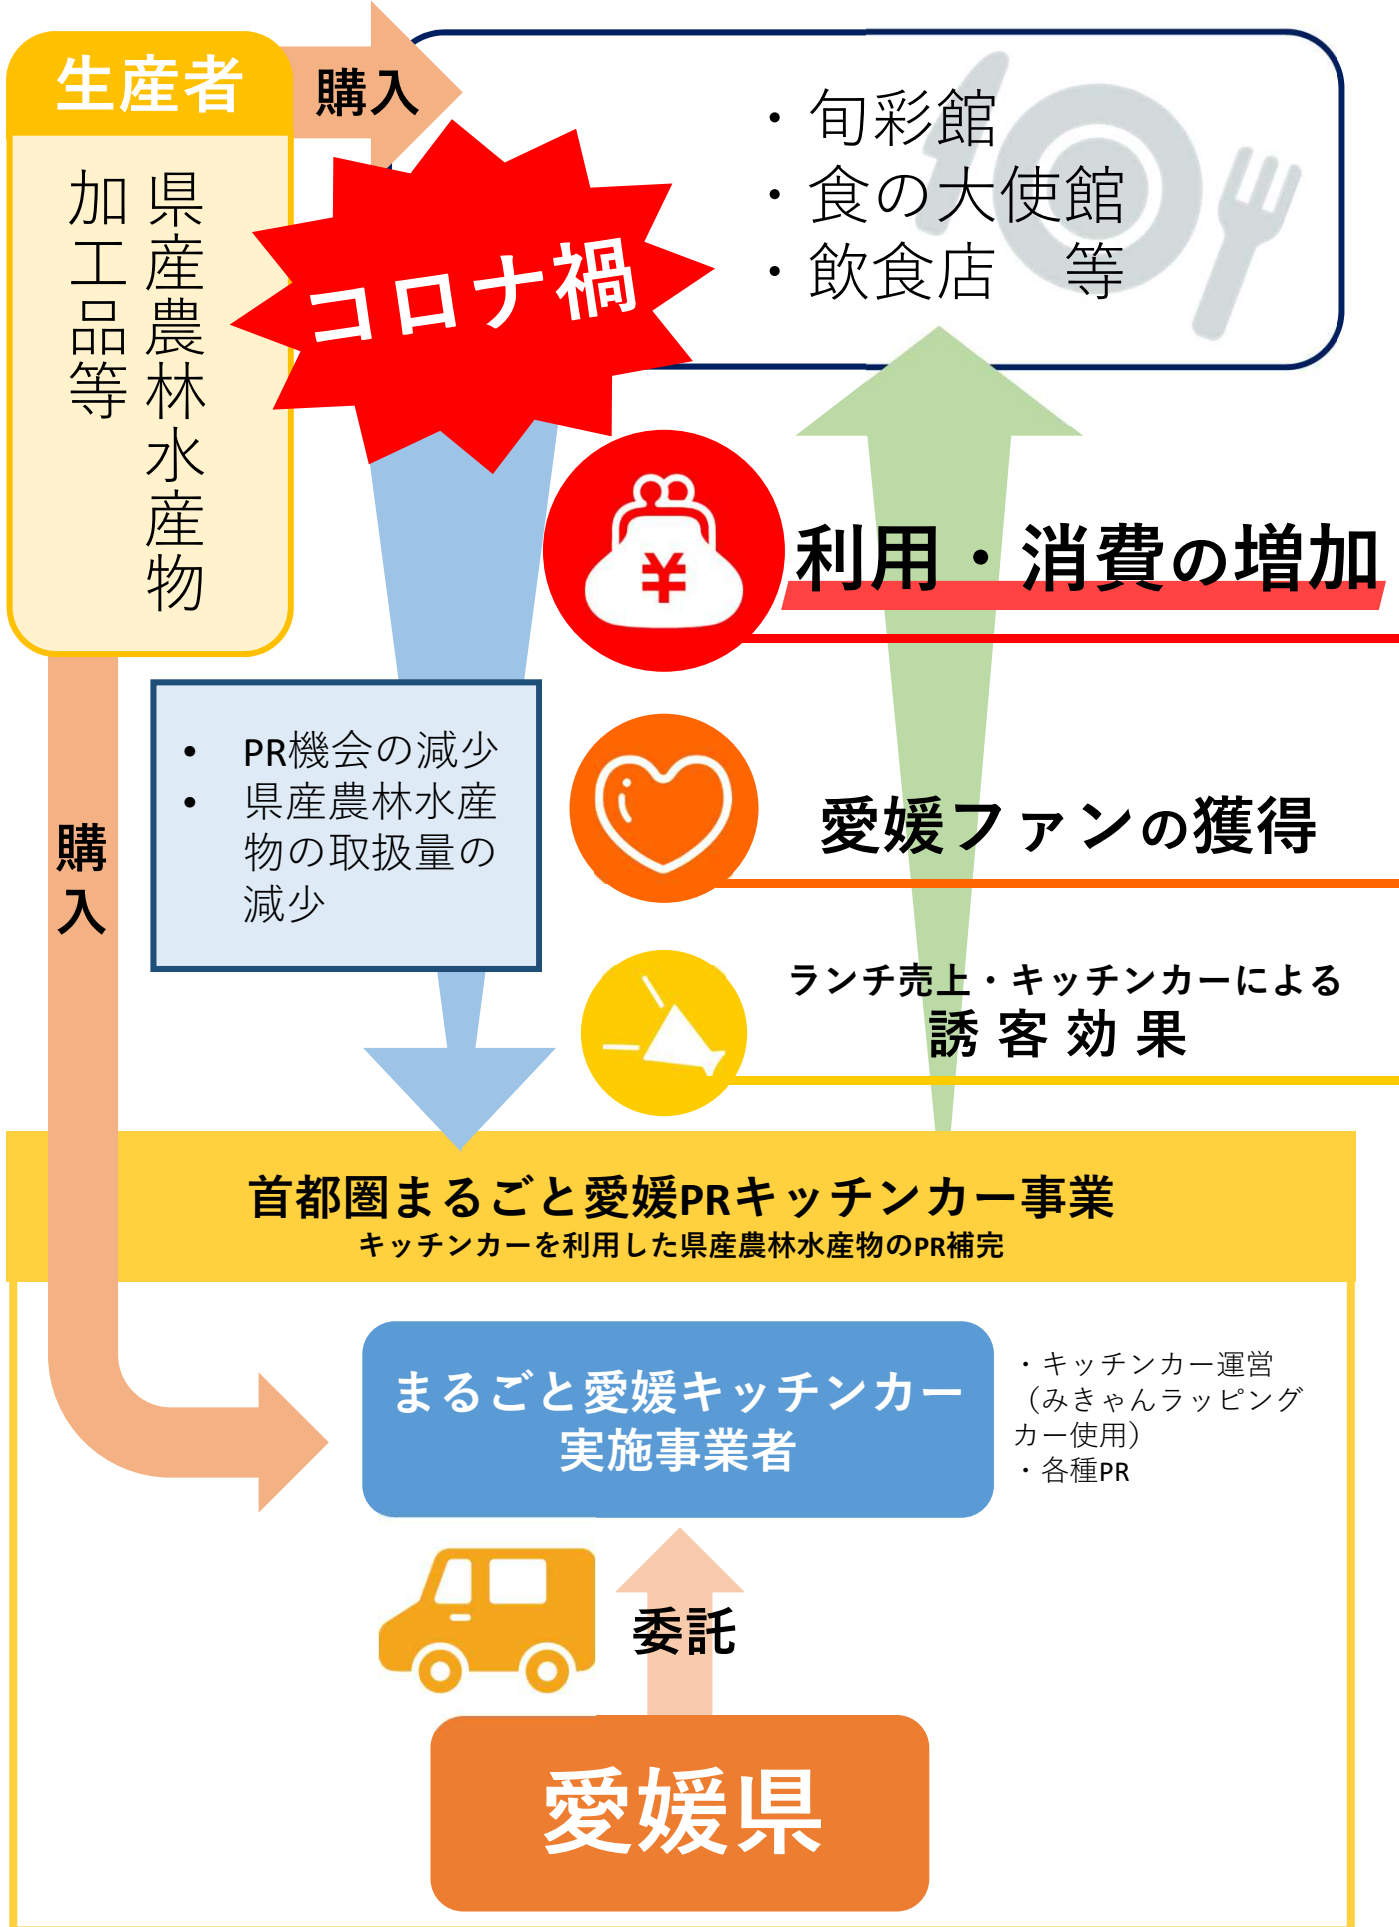 生産者
県産農林水産物
加工品等
購入
・旬彩館
・食の大使館
・飲食店　等
コロナ禍
利用・消費の増加
• PR機会の減少
• 県産農林水産
物の取扱量の
減少
愛媛ファンの獲得
購入
ランチ売上・キッチンカーによる
誘客効果
首都圏まるごと愛媛PRキッチンカー事業
キッチンカーを利用した県産農林水産物のPR補完
まるごと愛媛キッチンカー
実施事業者
・キッチンカー運営
（みきゃんラッピング
カー使用）
・各種PR
委託
愛媛県